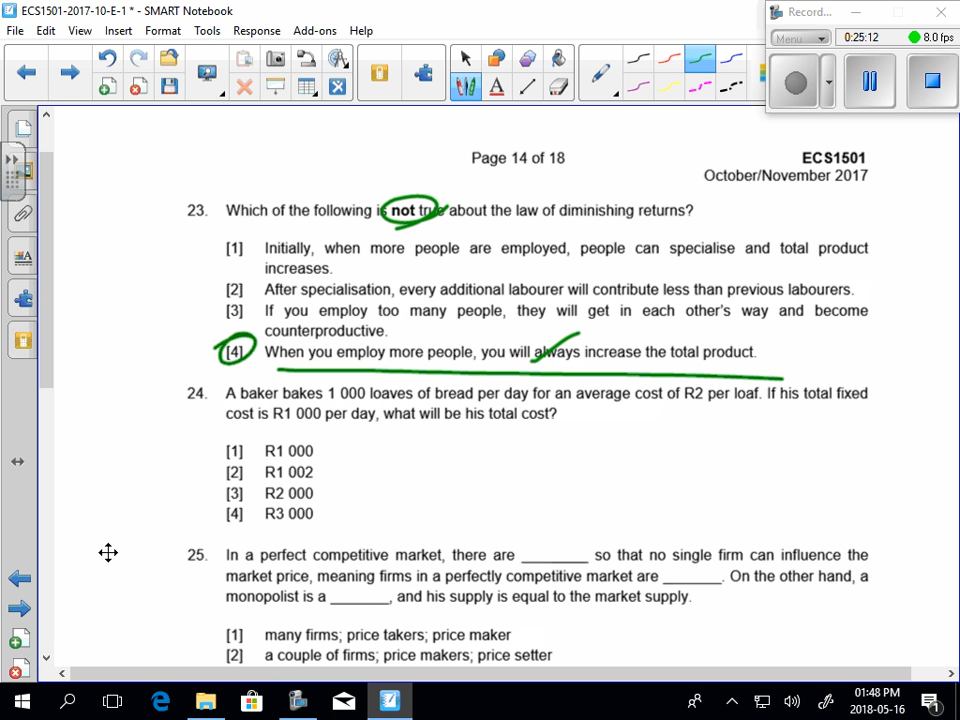 ECS1501-2017-10-E-1 * - SMART Notebook
File Edit View Insert Format Tools Response Add-ons Help
Record...
Menu
0:25:12
8.0 fps
Page 14 of 18
ECS1501
October/November 2017
23. Which of the following is not true about the law of diminishing returns?
[1] Initially, when more people are employed, people can specialise and total product
increases.
[2] After specialisation, every additional labourer will contribute less than previous labourers.
[3] If you employ too many people, they will get in each other's way and become
counterproductive.
[4] When you employ more people, you will always increase the total product.
24. A baker bakes 1 000 loaves of bread per day for an average cost of R2 per loaf. If his total fixed
cost is R1 000 per day, what will be his total cost?
[1] R1 000
[2] R1 002
[3] R2 000
[4] R3 000
25. In a perfect competitive market, there are _______ so that no single firm can influence the
market price, meaning firms in a perfectly competitive market are _______. On the other hand, a
monopolist is a _______, and his supply is equal to the market supply.
[1] many firms; price takers; price maker
[2] a couple of firms; price makers; price setter
01:48 PM
2018-05-16
1